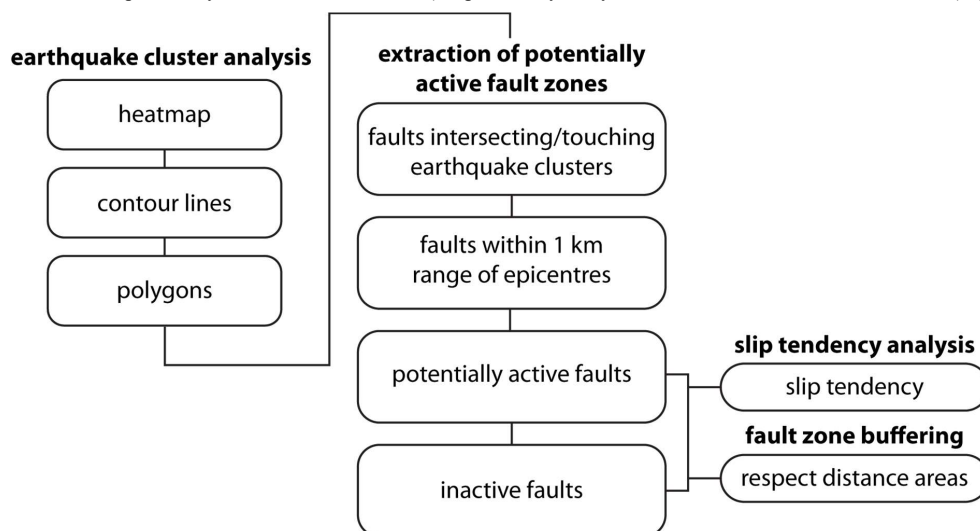 earthquake cluster analysis
heatmap
contour lines
polygons
extraction of potentially
active fault zones
faults intersecting/touching
earthquake clusters
faults within 1 km
range of epicentres
potentially active faults
inactive faults
slip tendency analysis
slip tendency
fault zone buffering
respect distance areas